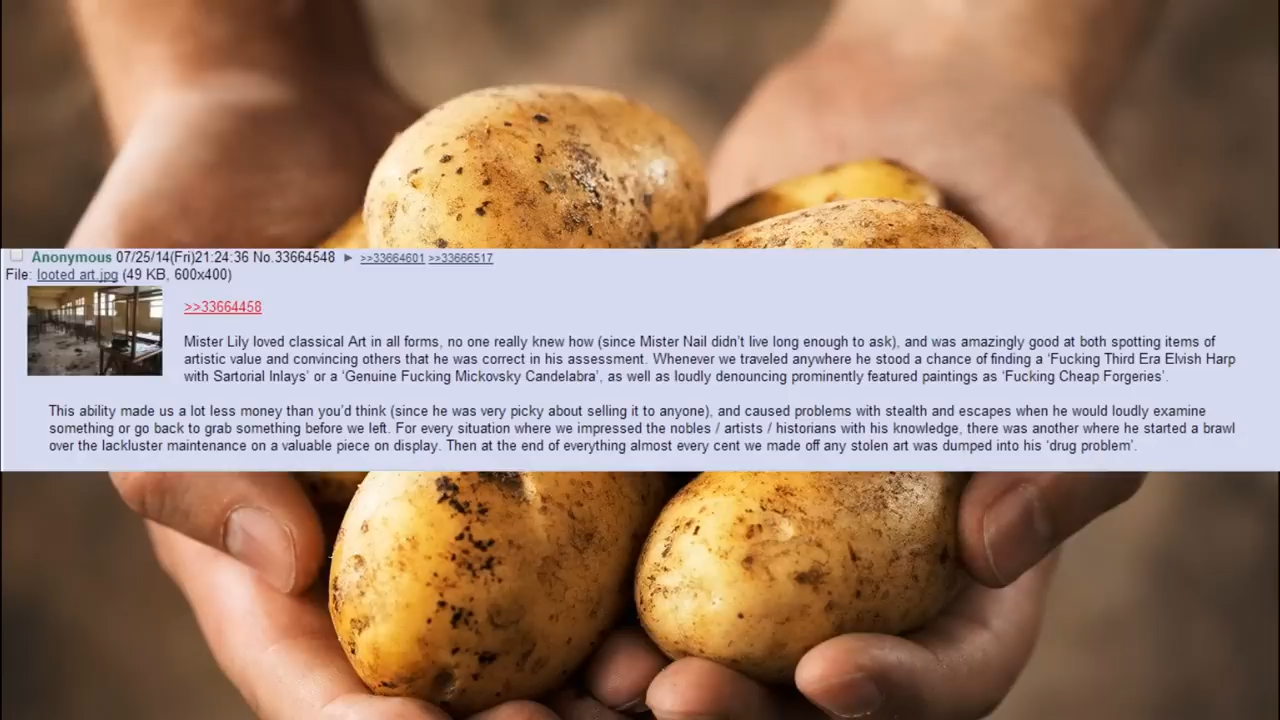 Anonymous 07/25/14(Fri)21:24:36 No.33664548 ▶ >>33664601 >>33666517
File: looted art.jpg (49 KB, 600x400)
>>33664458
Mister Lily loved classical Art in all forms, no one really knew how (since Mister Nail didn't live long enough to ask), and was amazingly good at both spotting items of
artistic value and convincing others that he was correct in his assessment. Whenever we traveled anywhere he stood a chance of finding a 'Fucking Third Era Elvish Harp
with Sartorial Inlays' or a 'Genuine Fucking Mickovsky Candelabra', as well as loudly denouncing prominently featured paintings as 'Fucking Cheap Forgeries'.
This ability made us a lot less money than you'd think (since he was very picky about selling it to anyone), and caused problems with stealth and escapes when he would loudly examine
something or go back to grab something before we left. For every situation where we impressed the nobles / artists / historians with his knowledge, there was another where he started a brawl
over the lackluster maintenance on a valuable piece on display. Then at the end of everything almost every cent we made off any stolen art was dumped into his 'drug problem'.